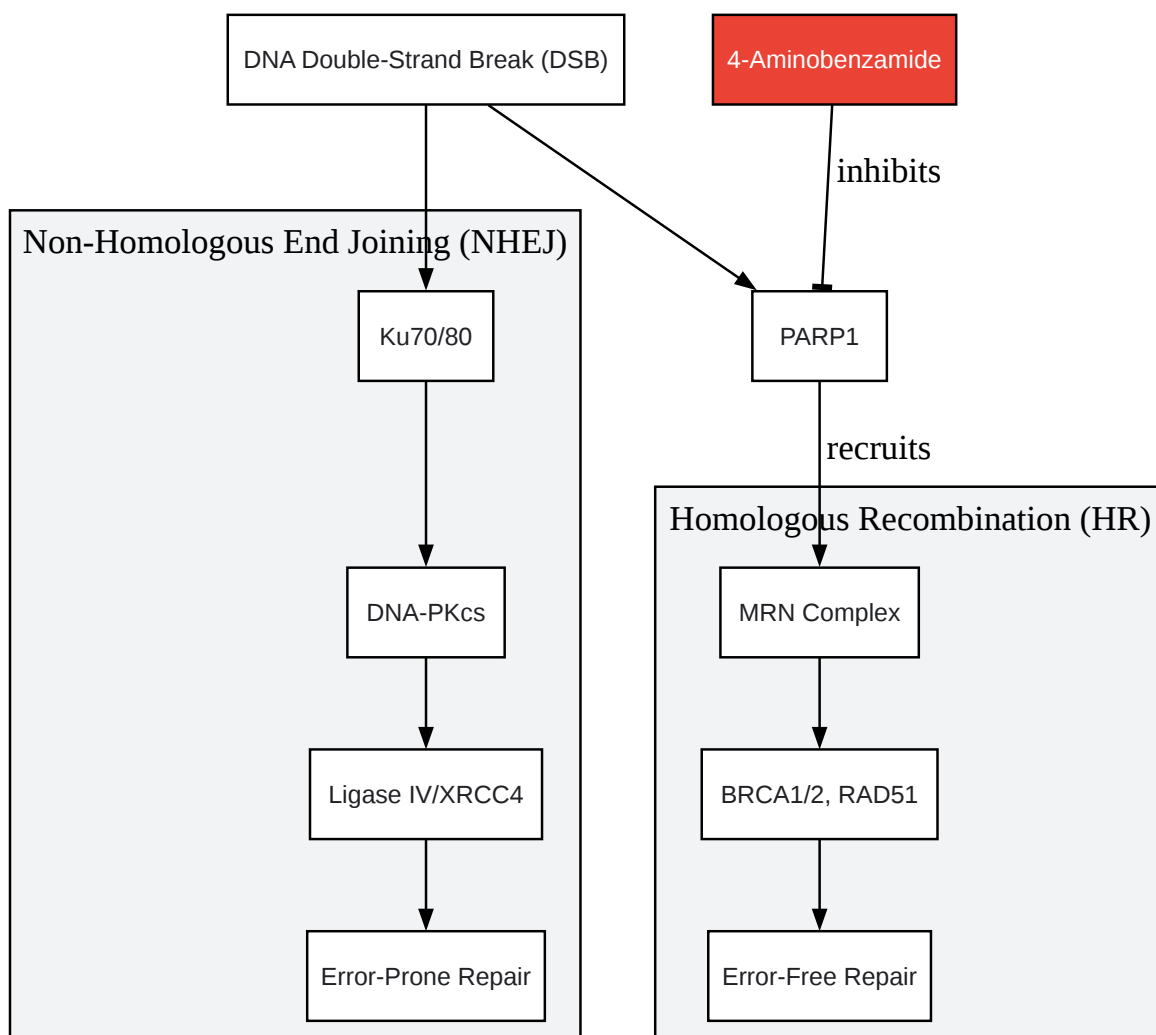 DNA Double-Strand Break (DSB)
4-Aminobenzamide
inhibits
Non-Homologous End Joining (NHEJ)
Ku70/80
PARP1
recruits
Homologous Recombination (HR)
DNA-PKcs
MRN Complex
Ligase IV/XRCC4
BRCA1/2, RAD51
Error-Prone Repair
Error-Free Repair